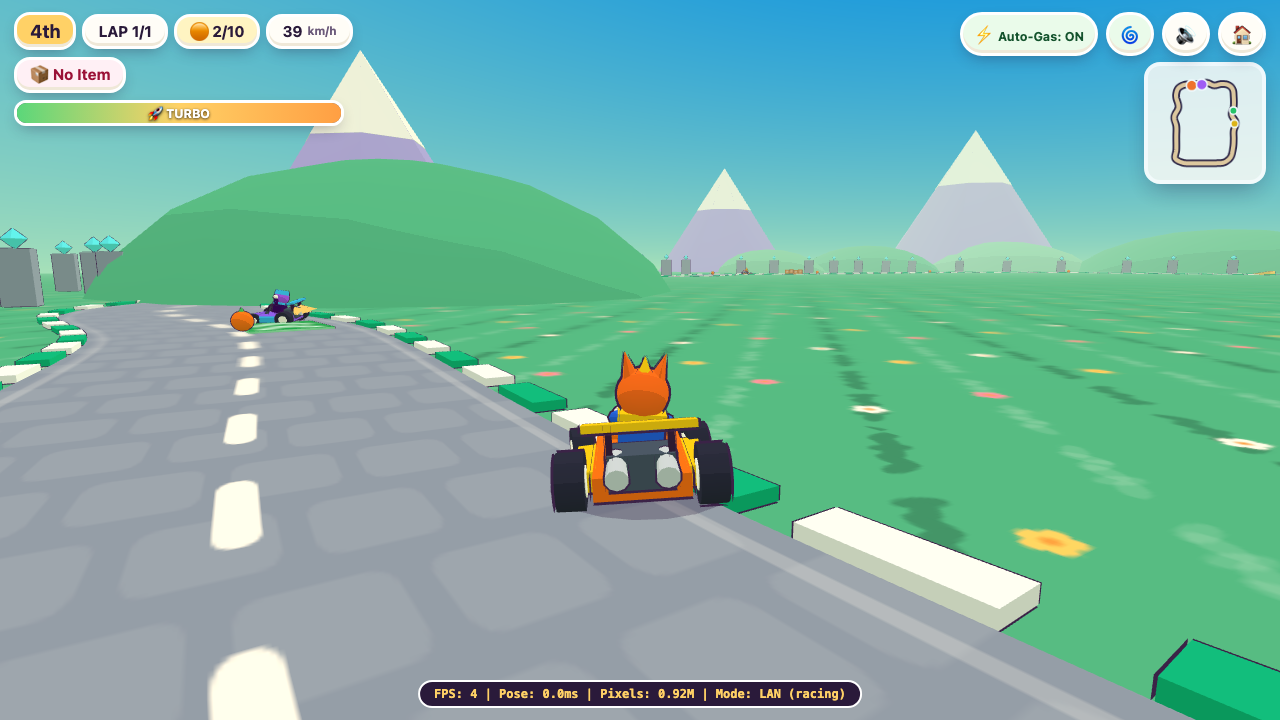 4th
LAP 1/1
2/10
39 km/h
Auto-Gas: ON
No Item
TURBO
FPS: 4 | Pose: 0.0ms | Pixels: 0.92M | Mode: LAN (racing)